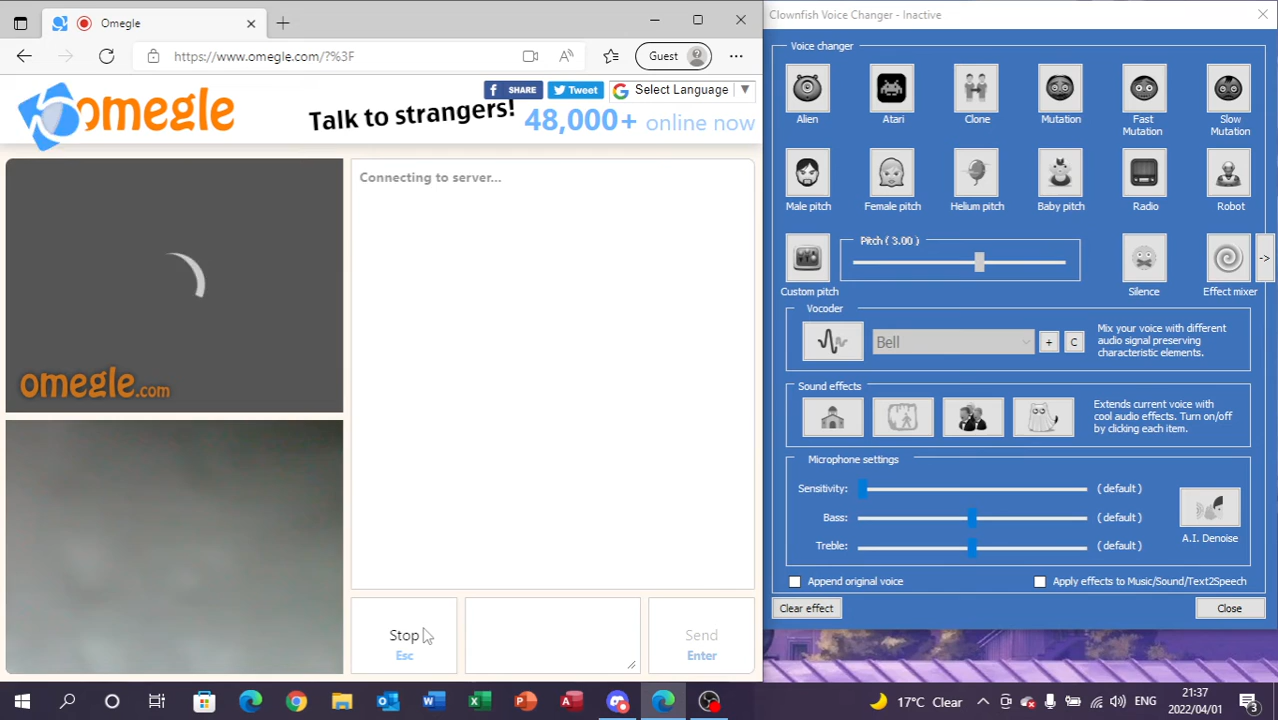 Omegle
https://www.omegle.com/?%3F
Guest
omegle
Talk to strangers!
SHARE
Tweet
Select Language
48,000+ online now
Connecting to server...
omegle.com
Stop
Esc
Send
Enter
Clownfish Voice Changer - Inactive
Voice changer
Alien
Atari
Clone
Mutation
Fast
Mutation
Slow
Mutation
Male pitch
Female pitch
Helium pitch
Baby pitch
Radio
Robot
Custom pitch
Pitch ( 3.00 )
Silence
->
Effect mixer
Vocoder
Bell
+
C
Mix your voice with different
audio signal preserving
characteristic elements.
Sound effects
Extends current voice with
cool audio effects. Turn on/off
by clicking each item.
Microphone settings
Sensitivity: ( default )
Bass: ( default )
Treble: ( default )
A.I. Denoise
Append original voice
Apply effects to Music/Sound/Text2Speech
Clear effect
Close
17°C Clear
ENG
21:37
2022/04/01
3